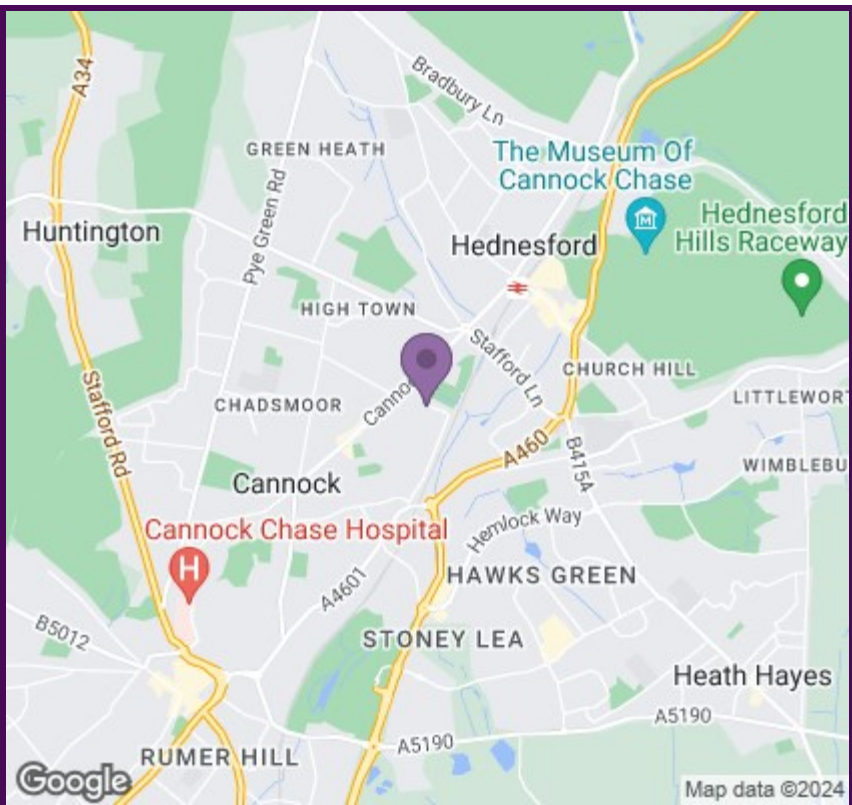 A34
Bradbury Ln
GREEN HEATH
The Museum Of
Cannock Chase
Pye Green Rd
Huntington
Hednesford
Hednesford
Hills Raceway
HIGH TOWN
Stafford Ln
CHURCH HILL
Stafford Rd
CHADSMOOR
LITTLEWORT
A460
B4154
WIMBLEBU
Cannock
Hemlock Way
Cannock Chase Hospital
H
HAWKS GREEN
A4601
B5012
STONEY LEA
Heath Hayes
A5190
A5190
RUMER HILL
Google
Map data ©2024